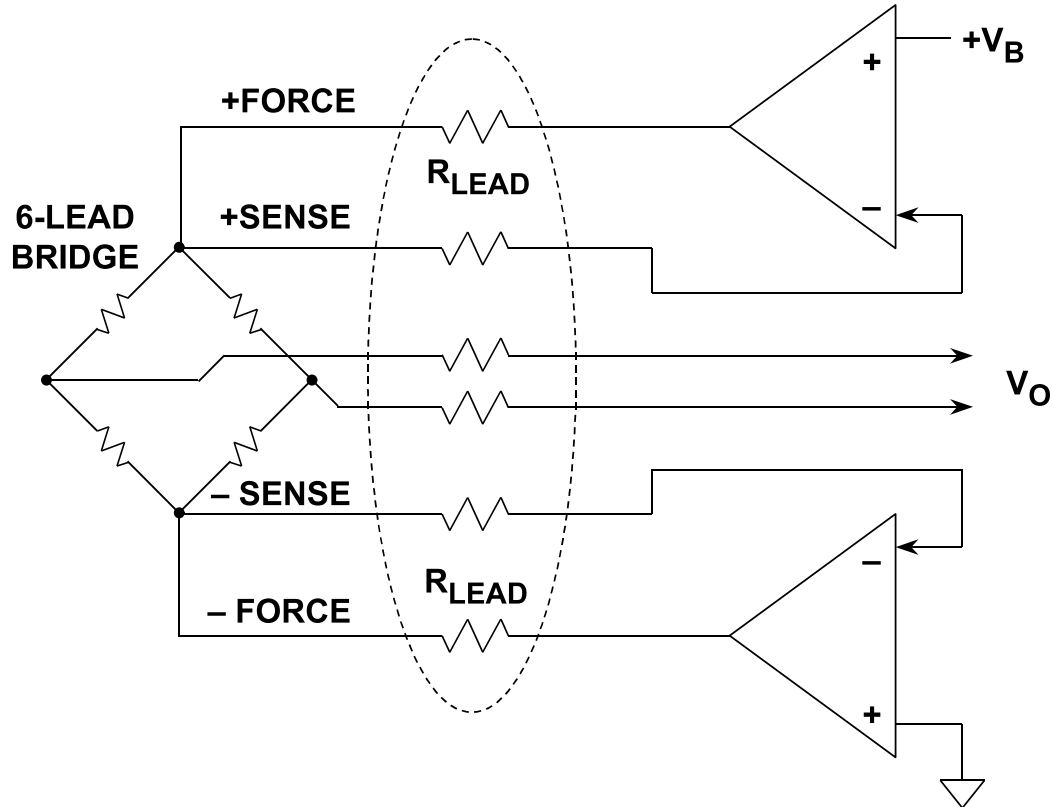 +V_B
+
+FORCE
R_LEAD
–
6-LEAD
BRIDGE
+SENSE
V_O
– SENSE
–
R_LEAD
– FORCE
+